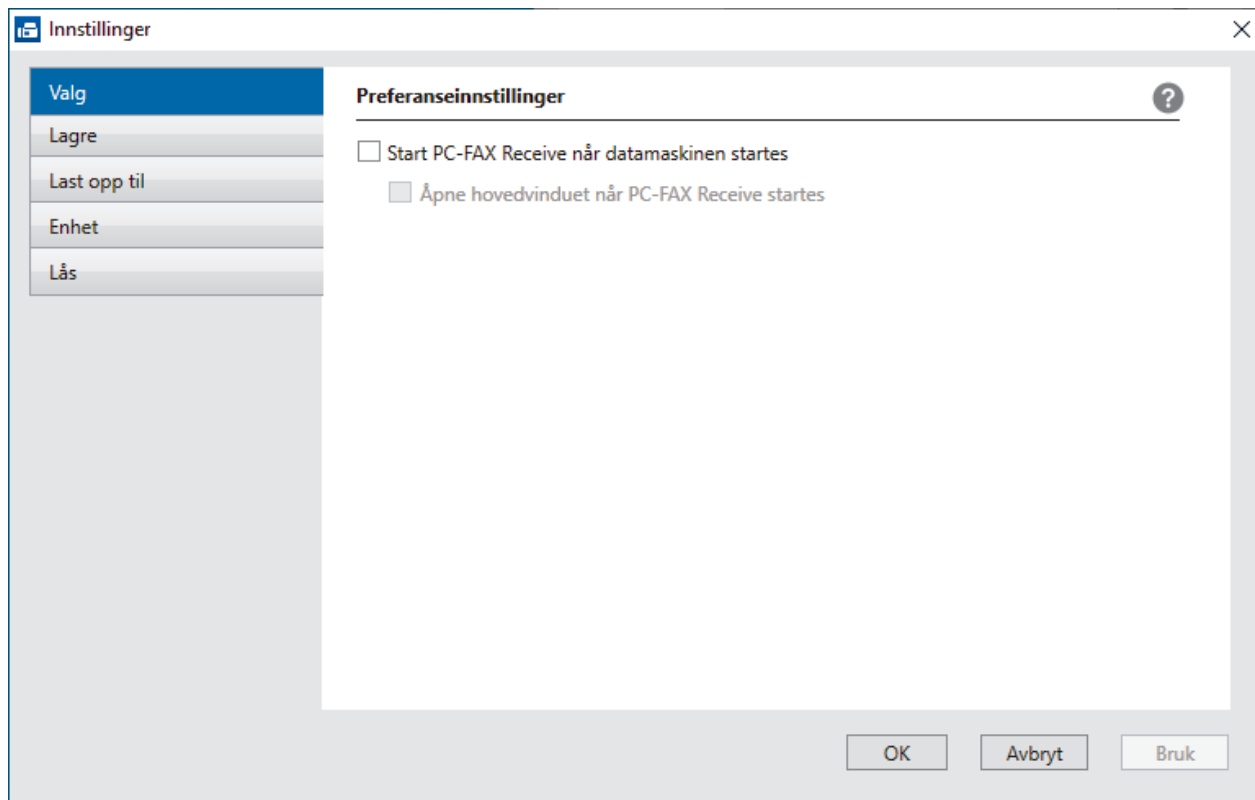 Innstillinger
Valg
Lagre
Last opp til
Enhet
Lås
Preferanseinnstillinger
?
Start PC-FAX Receive når datamaskinen startes
Åpne hovedvinduet når PC-FAX Receive startes
OK
Avbryt
Bruk